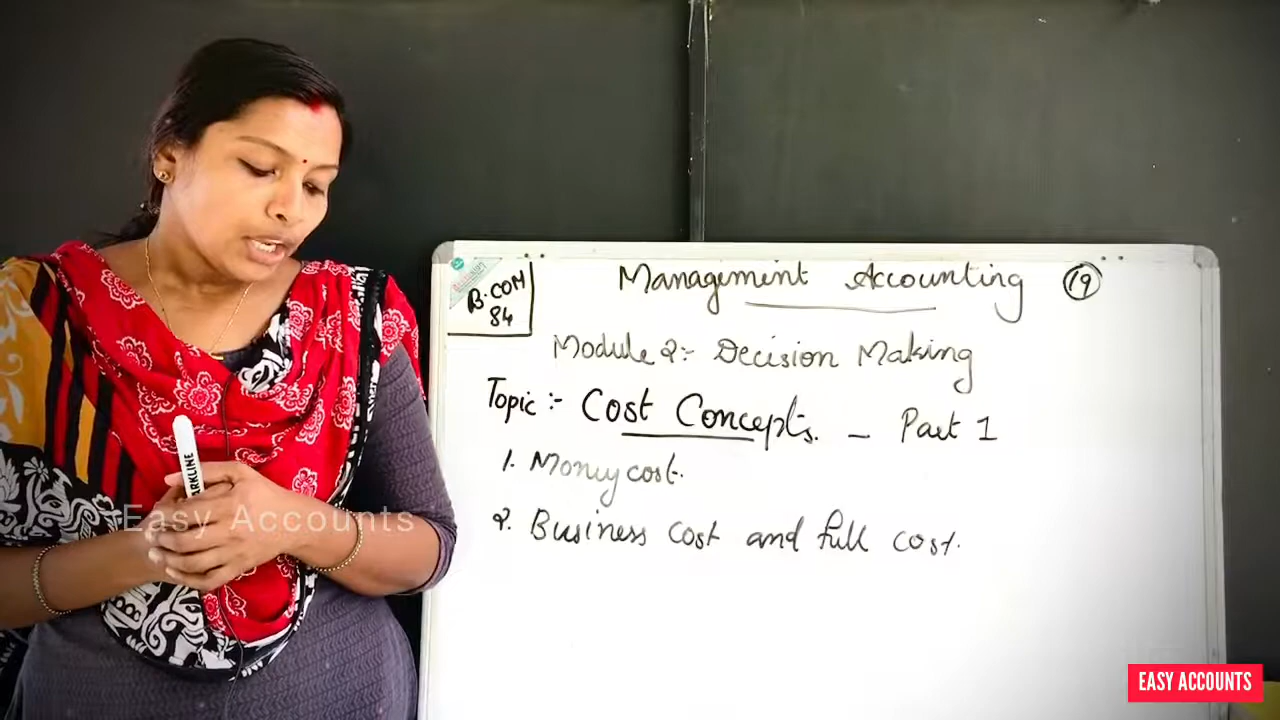 B.COM
84
Management Accounting 19
Module 2:- Decision Making
Topic:- Cost Concepts. - Part 1
1. Money cost.
2. Business cost and full cost.
ARKLINE
Easy Accounts
EASY ACCOUNTS